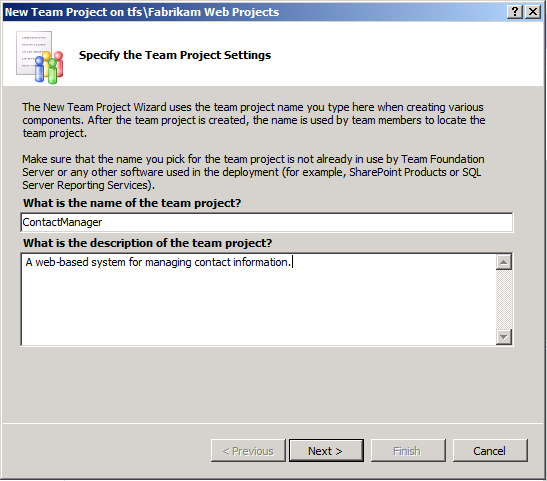 New Team Project on tfs\Fabrikam Web Projects
Specify the Team Project Settings
The New Team Project Wizard uses the team project name you type here when creating various
components. After the team project is created, the name is used by team members to locate the
team project.
Make sure that the name you pick for the team project is not already in use by Team Foundation
Server or any other software used in the deployment (for example, SharePoint Products or SQL
Server Reporting Services).
What is the name of the team project?
ContactManager
What is the description of the team project?
A web-based system for managing contact information.
< Previous
Next >
Finish
Cancel